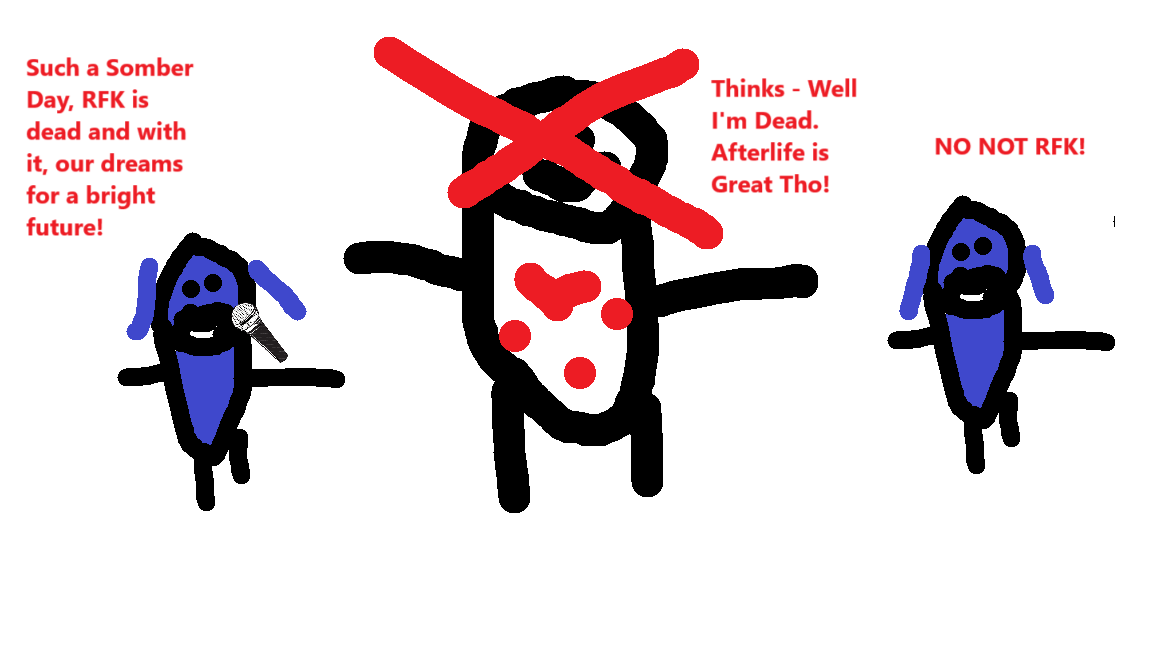 Such a Somber
Day, RFK is
dead and with
it, our dreams
for a bright
future!
Thinks - Well
I'm Dead.
Afterlife is
Great Tho!
NO NOT RFK!